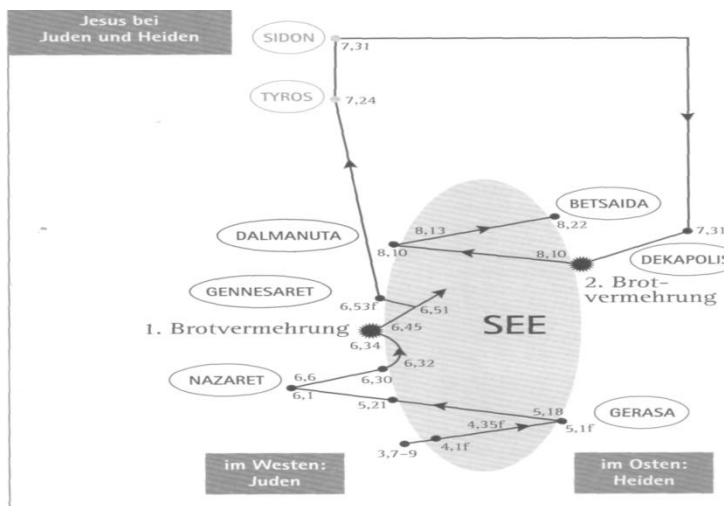 Jesus bei
Juden und Heiden
SIDON
7,31
TYROS
7,24
BETSAIDA
8,13
8,22
7,31
DALMANUTA
8,10
8,10
DEKAPOLIS
2. Brot-
vermehrung
GENNESARET
6,53f
6,51
1. Brotvermehrung
6,45
SEE
6,34
6,32
6,6
6,30
NAZARET
6,1
5,21
5,18
GERASA
4,35f
5,1f
4,1f
3,7–9
im Westen:
Juden
im Osten:
Heiden